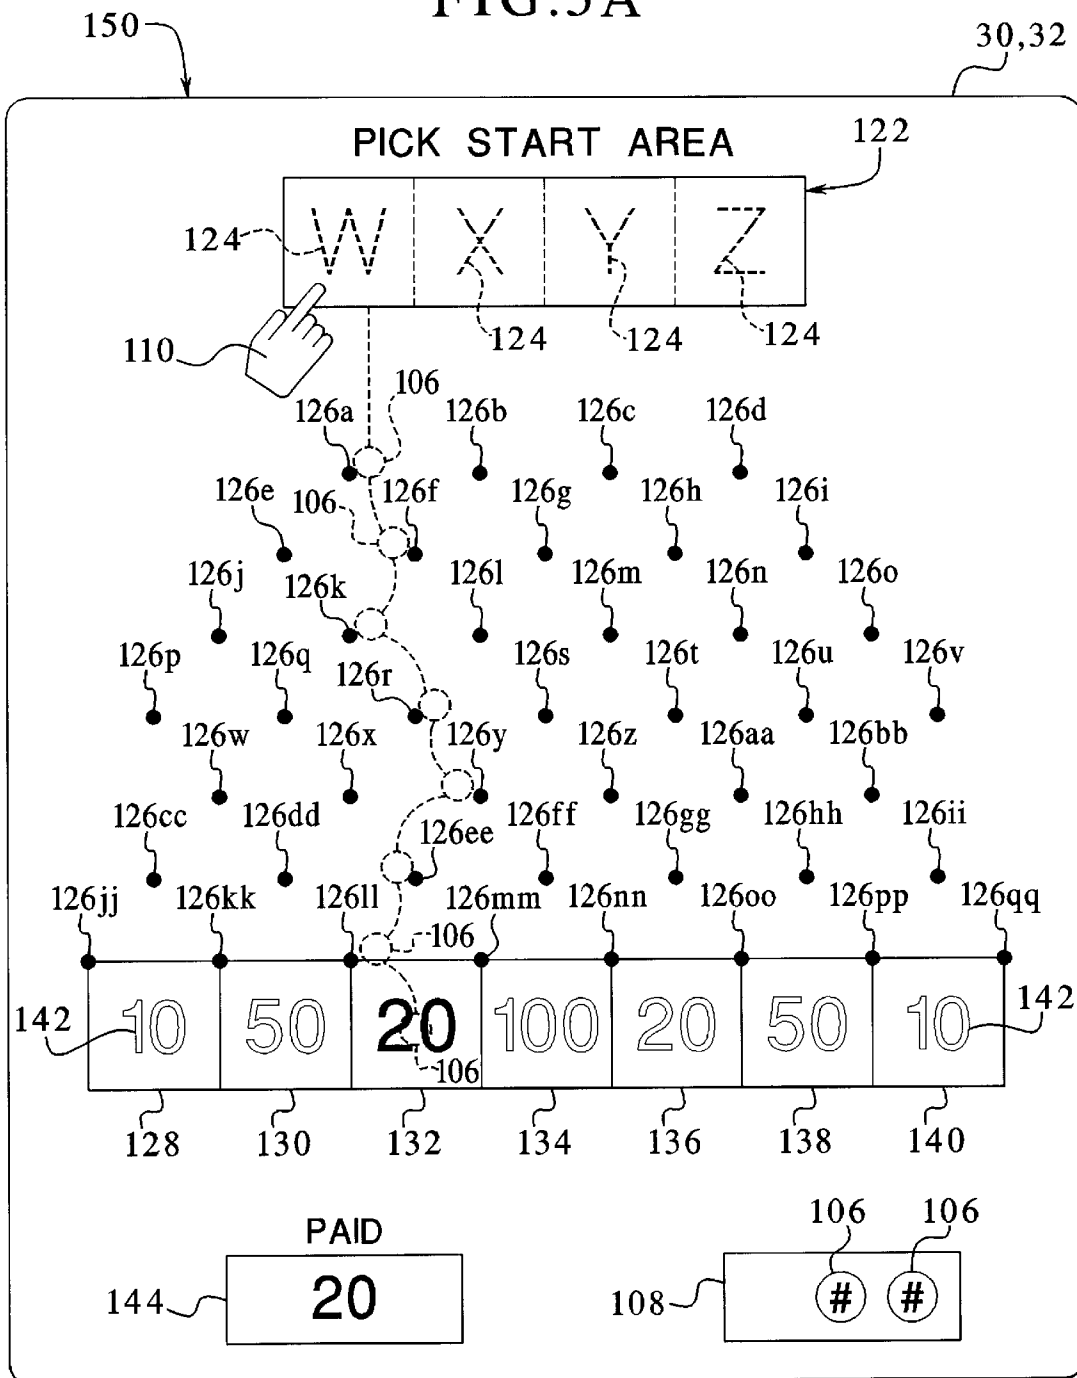 FIG.5A
150
30,32
PICK START AREA
122
W X Y Z
124
124 124 124
110
106
126a 126b 126c 126d
126e 106 126f 126g 126h 126i
126j 126k 126l 126m 126n 126o
126p 126q 126r 126s 126t 126u 126v
126w 126x 126y 126z 126aa 126bb
126cc 126dd 126ee 126ff 126gg 126hh 126ii
126jj 126kk 126ll 106 126mm 126nn 126oo 126pp 126qq
142 10 50 20 100 20 50 10 142
106
128 130 132 134 136 138 140
PAID
106 106
144 20
108 # #